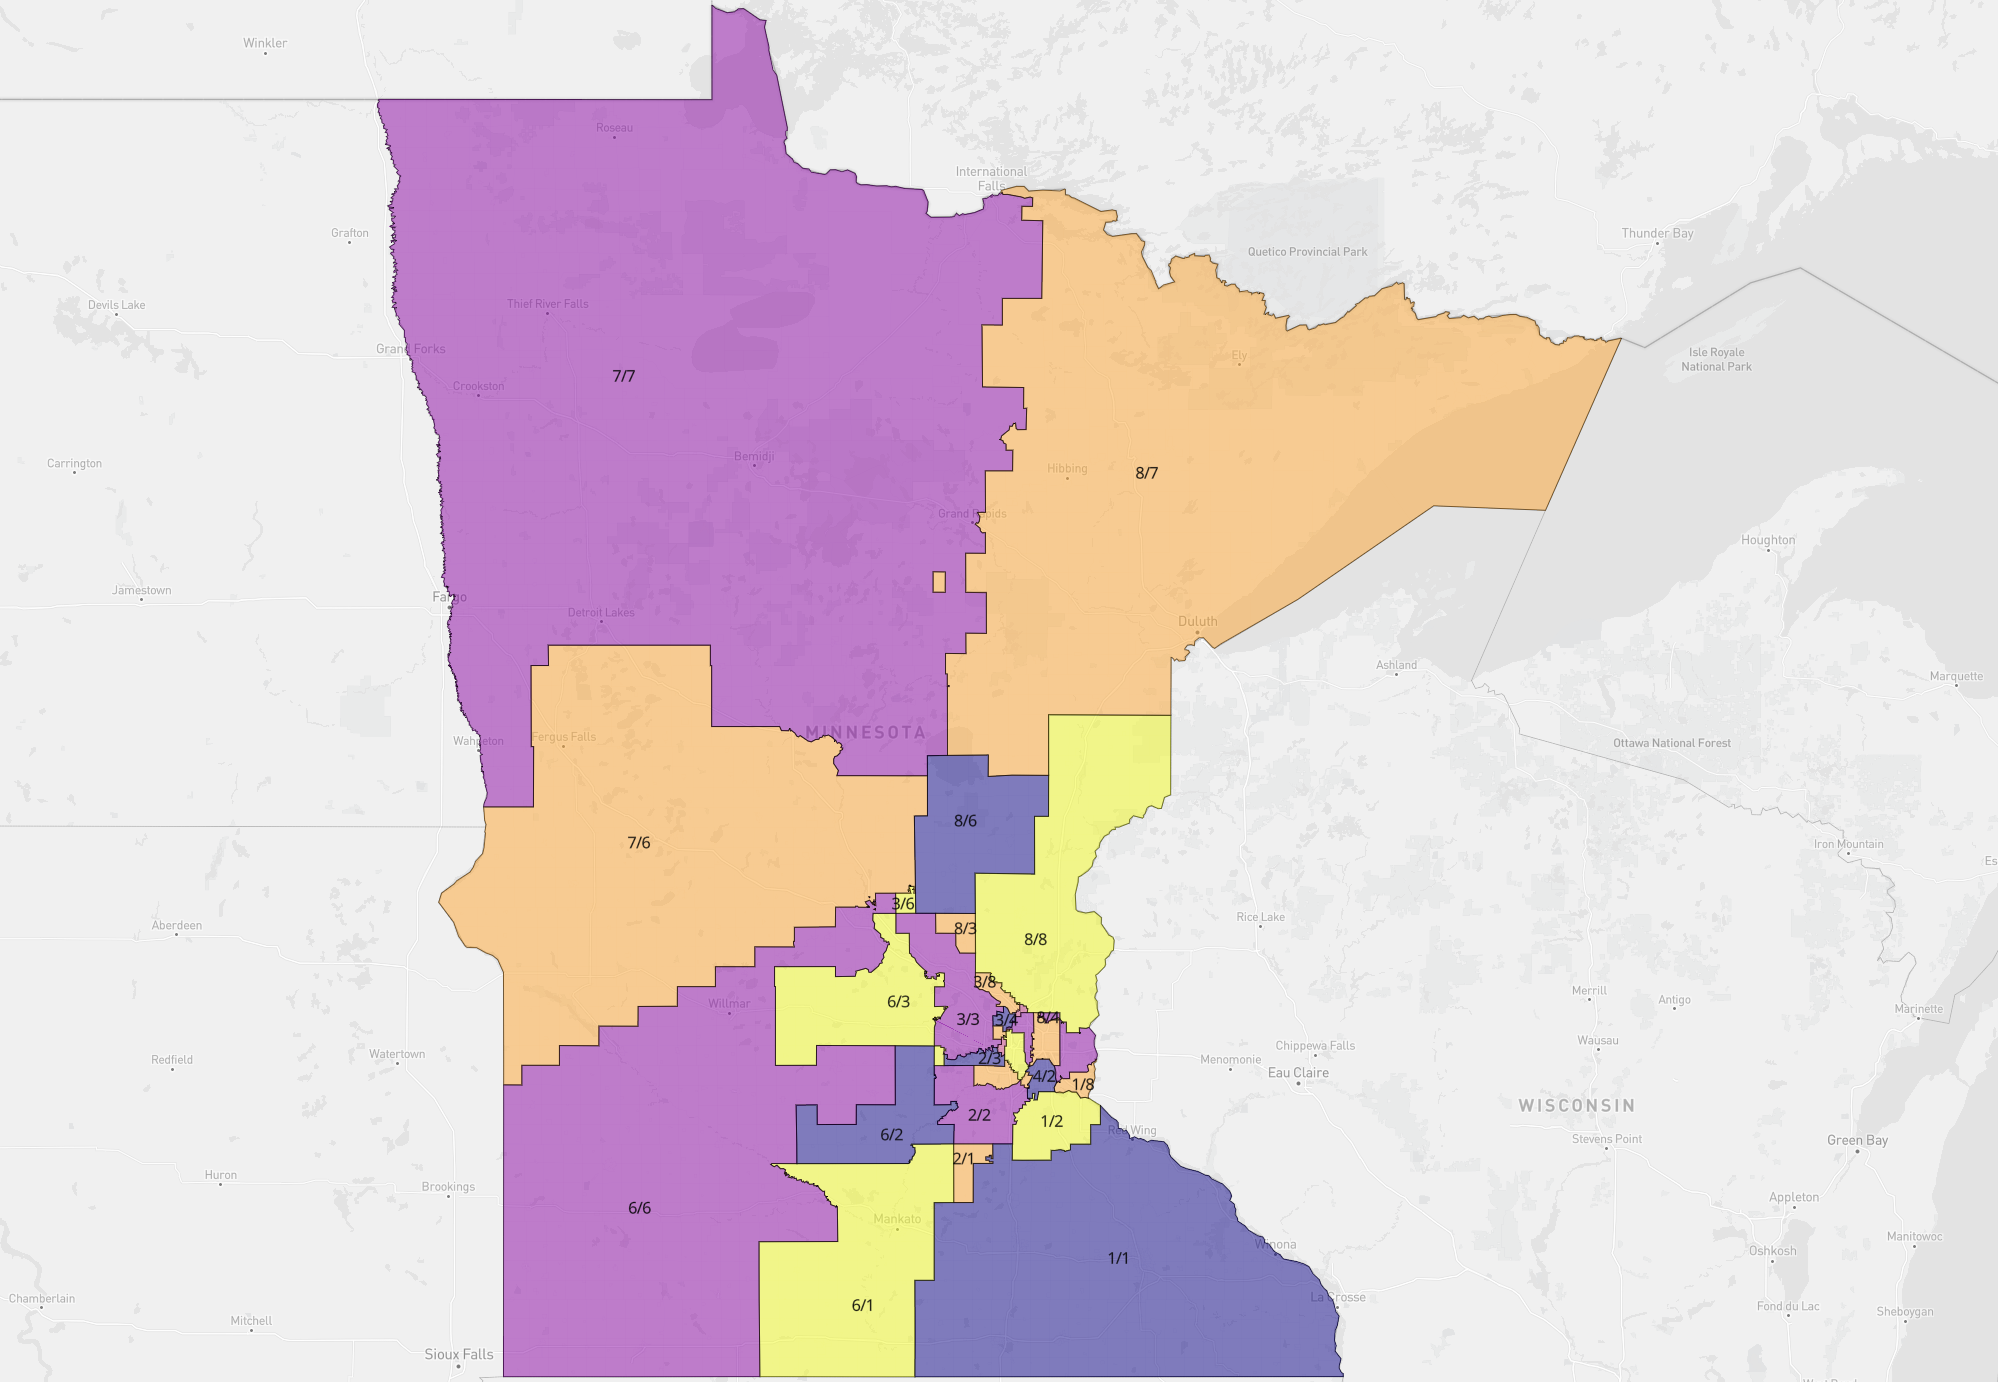 Winkler
Roseau
International
Falls
Grafton
Thunder Bay
Quetico Provincial Park
Devils Lake
Thief River Falls
Grand Forks
Isle Royale
National Park
Ely
7/7
Crookston
Carrington
Bemidji
Hibbing
8/7
Grand Rapids
Houghton
Jamestown
Fargo
Detroit Lakes
Duluth
Ashland
Marquette
MINNESOTA
Wahpeton
Fergus Falls
Ottawa National Forest
8/6
7/6
Iron Mountain
Es
3/6
Rice Lake
Aberdeen
8/3
8/8
3/8
Merrill
Antigo
6/3
Willmar
Marinette
3/3
3/4
8/4
Redfield
Watertown
2/3
Menomonie
Chippewa Falls
Wausau
Eau Claire
4/2
1/8
WISCONSIN
2/2
1/2
Red Wing
6/2
Stevens Point
Green Bay
2/1
Huron
Brookings
6/6
Appleton
Mankato
Manitowoc
Winona
Oshkosh
1/1
Chamberlain
La Crosse
6/1
Fond du Lac
Sheboygan
Mitchell
Sioux Falls